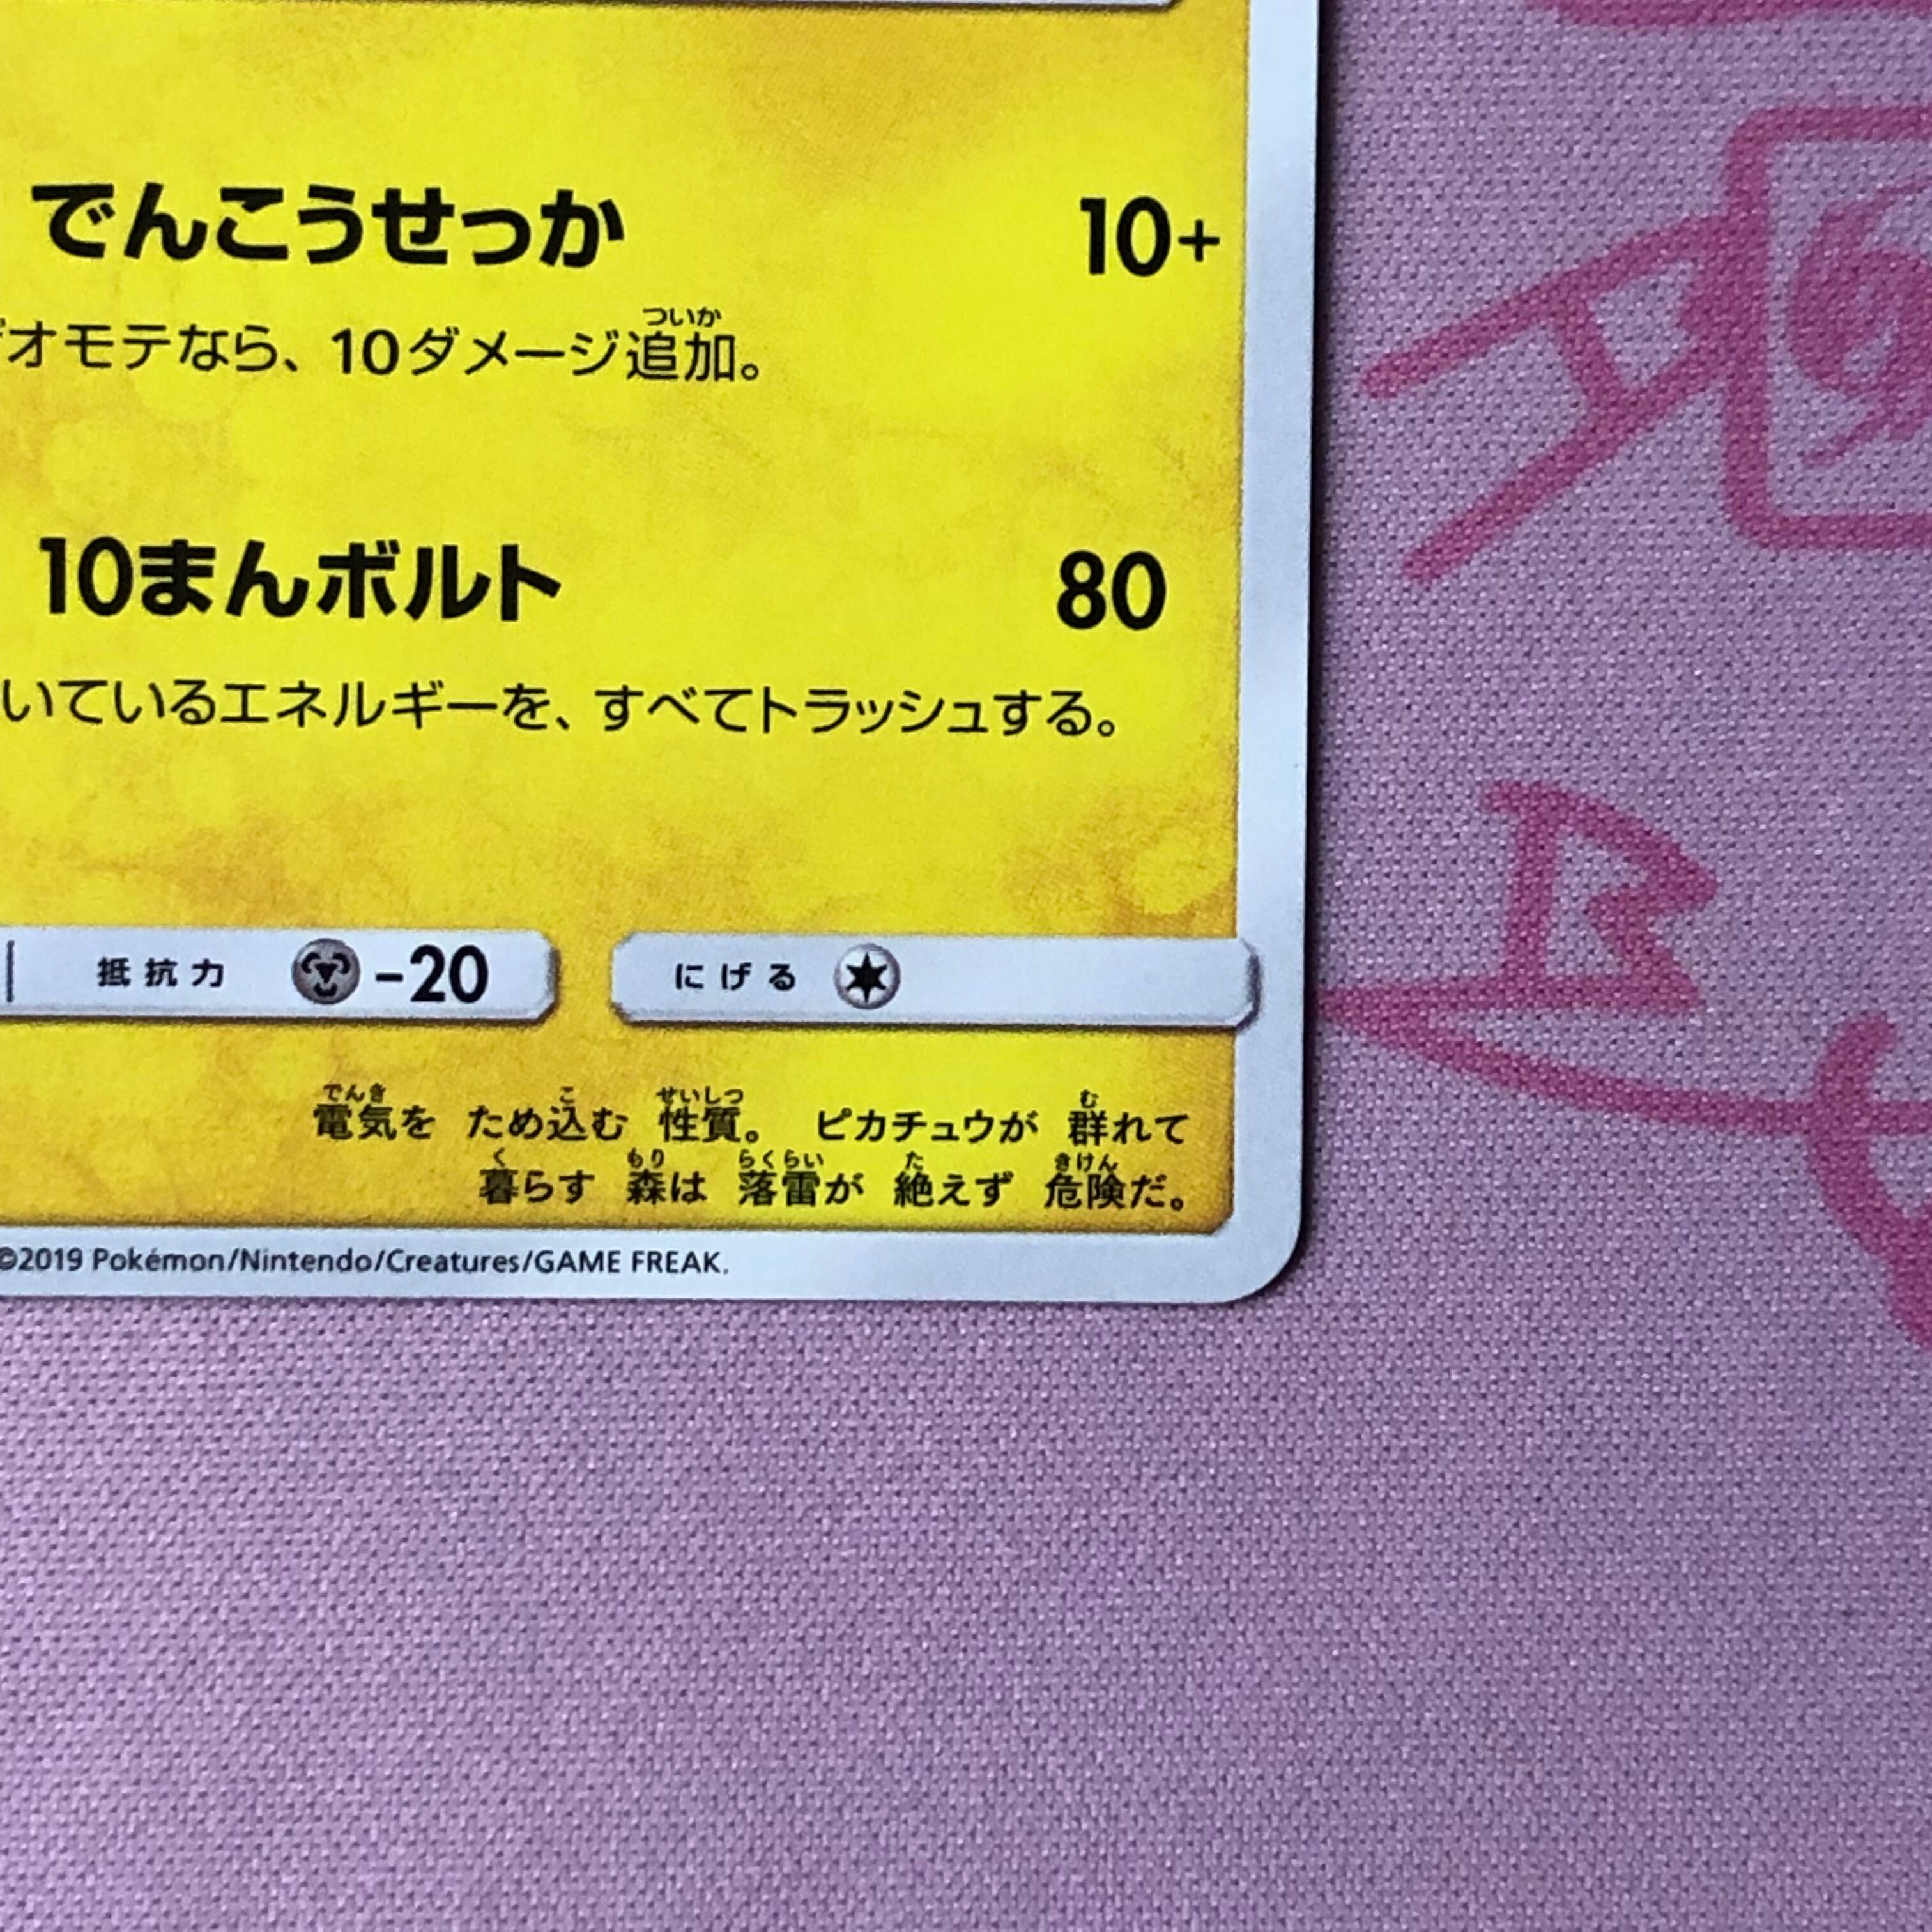 でんこうせっか 10+
オモテなら、10ダメージ追加。
10まんボルト 80
いているエネルギーを、すべてトラッシュする。
抵抗力 -20 にげる
電気を ため込む 性質。 ピカチュウが 群れて
暮らす 森は 落雷が 絶えず 危険だ。
©2019 Pokémon/Nintendo/Creatures/GAME FREAK.